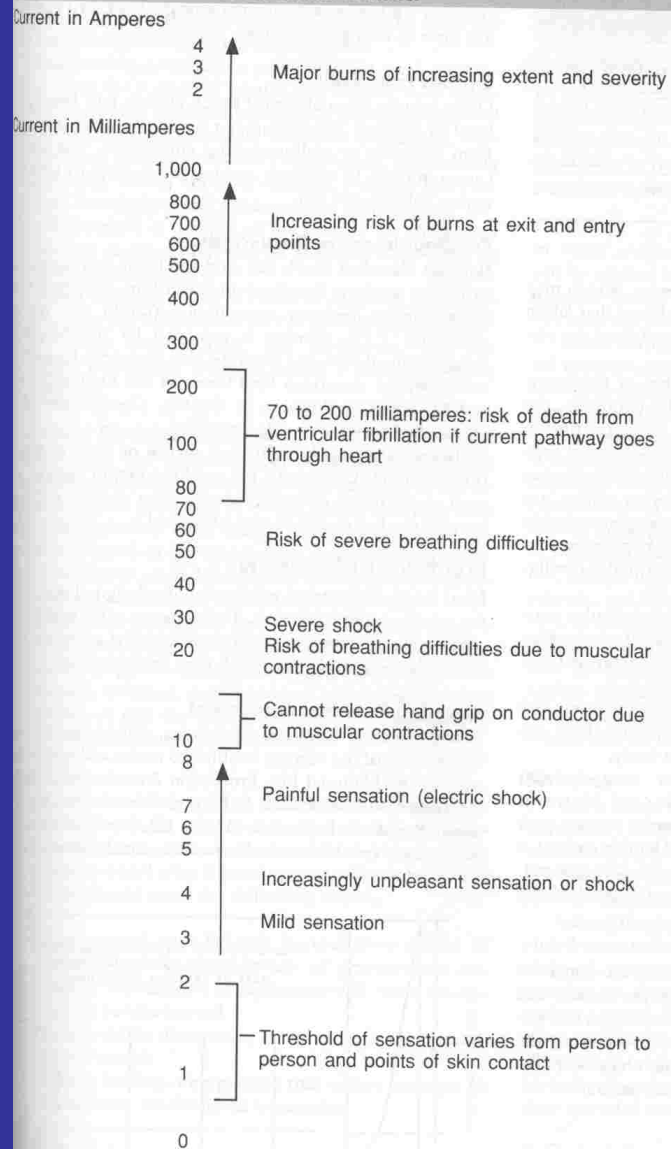 Current in Amperes
4
3
2
Major burns of increasing extent and severity
Current in Milliamperes
1,000
800
700
600
500
400
Increasing risk of burns at exit and entry
points
300
200
100
80
70
70 to 200 milliamperes: risk of death from
ventricular fibrillation if current pathway goes
through heart
60
50
Risk of severe breathing difficulties
40
30
20
Severe shock
Risk of breathing difficulties due to muscular
contractions
10
Cannot release hand grip on conductor due
to muscular contractions
8
7
6
5
Painful sensation (electric shock)
4
Increasingly unpleasant sensation or shock
3
Mild sensation
2
1
Threshold of sensation varies from person to
person and points of skin contact
0